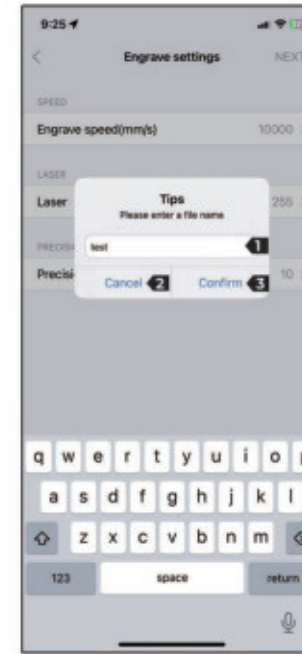 9:25
Engrave settings NEXT
SPEED
Engrave speed(mm/s) 10000
LASER
Laser 255
Tips
Please enter a file name
test 1
Precisi 10
Cancel 2 Confirm 3
q w e r t y u i o
a s d f g h j k l
z x c v b n m
123 space return